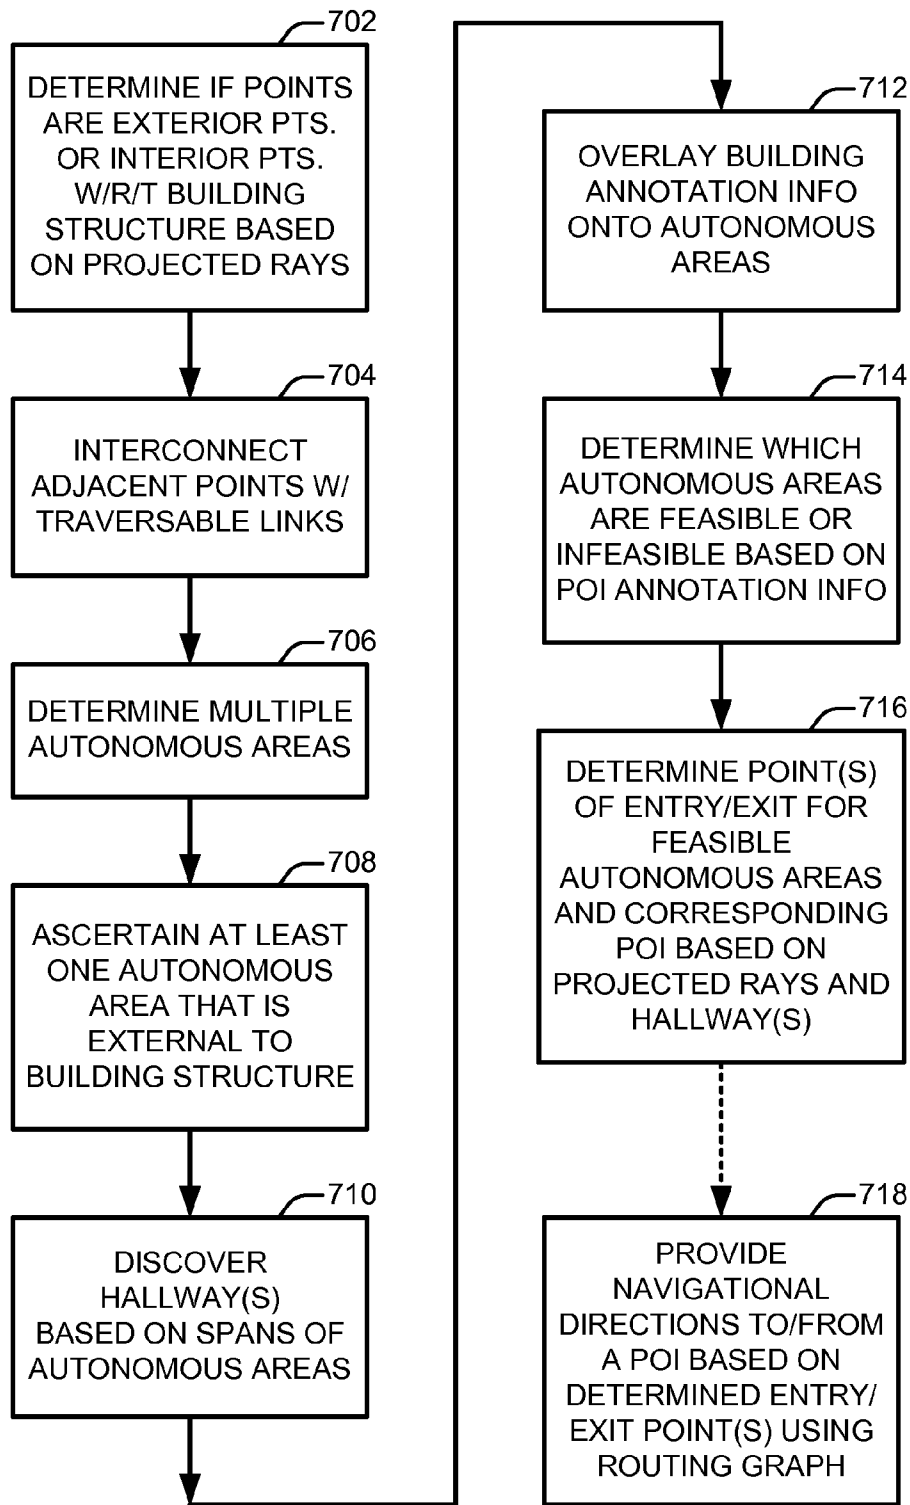 702
DETERMINE IF POINTS
ARE EXTERIOR PTS.
OR INTERIOR PTS.
W/R/T BUILDING
STRUCTURE BASED
ON PROJECTED RAYS
704
INTERCONNECT
ADJACENT POINTS W/
TRAVERSABLE LINKS
706
DETERMINE MULTIPLE
AUTONOMOUS AREAS
708
ASCERTAIN AT LEAST
ONE AUTONOMOUS
AREA THAT IS
EXTERNAL TO
BUILDING STRUCTURE
710
DISCOVER
HALLWAY(S)
BASED ON SPANS OF
AUTONOMOUS AREAS
712
OVERLAY BUILDING
ANNOTATION INFO
ONTO AUTONOMOUS
AREAS
714
DETERMINE WHICH
AUTONOMOUS AREAS
ARE FEASIBLE OR
INFEASIBLE BASED ON
POI ANNOTATION INFO
716
DETERMINE POINT(S)
OF ENTRY/EXIT FOR
FEASIBLE
AUTONOMOUS AREAS
AND CORRESPONDING
POI BASED ON
PROJECTED RAYS AND
HALLWAY(S)
718
PROVIDE
NAVIGATIONAL
DIRECTIONS TO/FROM
A POI BASED ON
DETERMINED ENTRY/
EXIT POINT(S) USING
ROUTING GRAPH